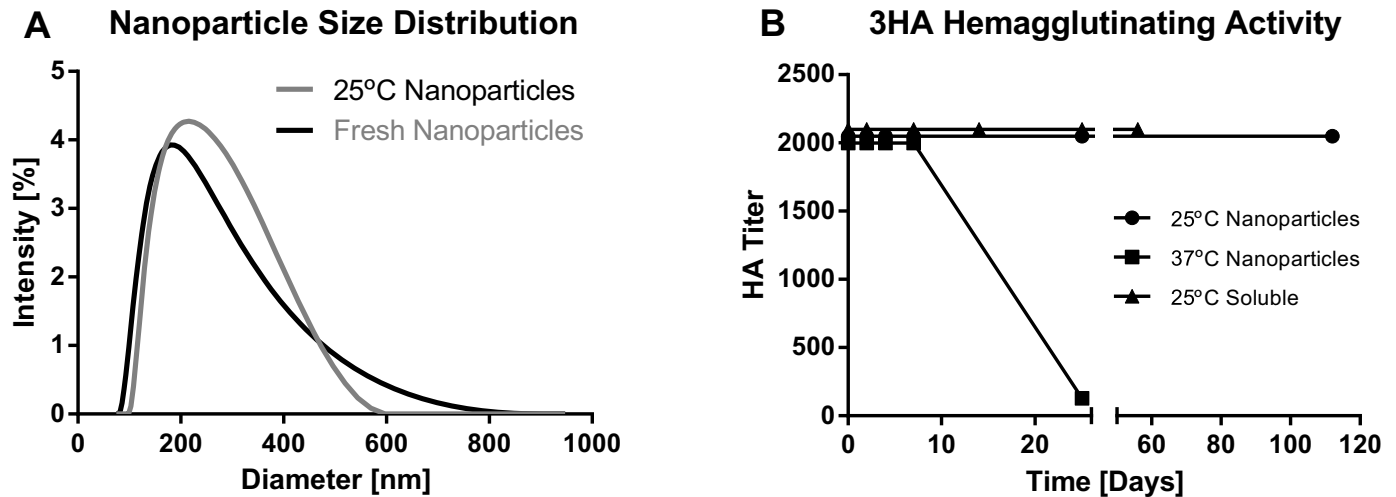 A
Nanoparticle Size Distribution
5
4
3
2
1
0
Intensity [%]
25ºC Nanoparticles
Fresh Nanoparticles
0 200 400 600 800 1000
Diameter [nm]
B
3HA Hemagglutinating Activity
2500
2000
1500
1000
500
0
HA Titer
25ºC Nanoparticles
37ºC Nanoparticles
25ºC Soluble
0 10 20 60 80 100 120
Time [Days]